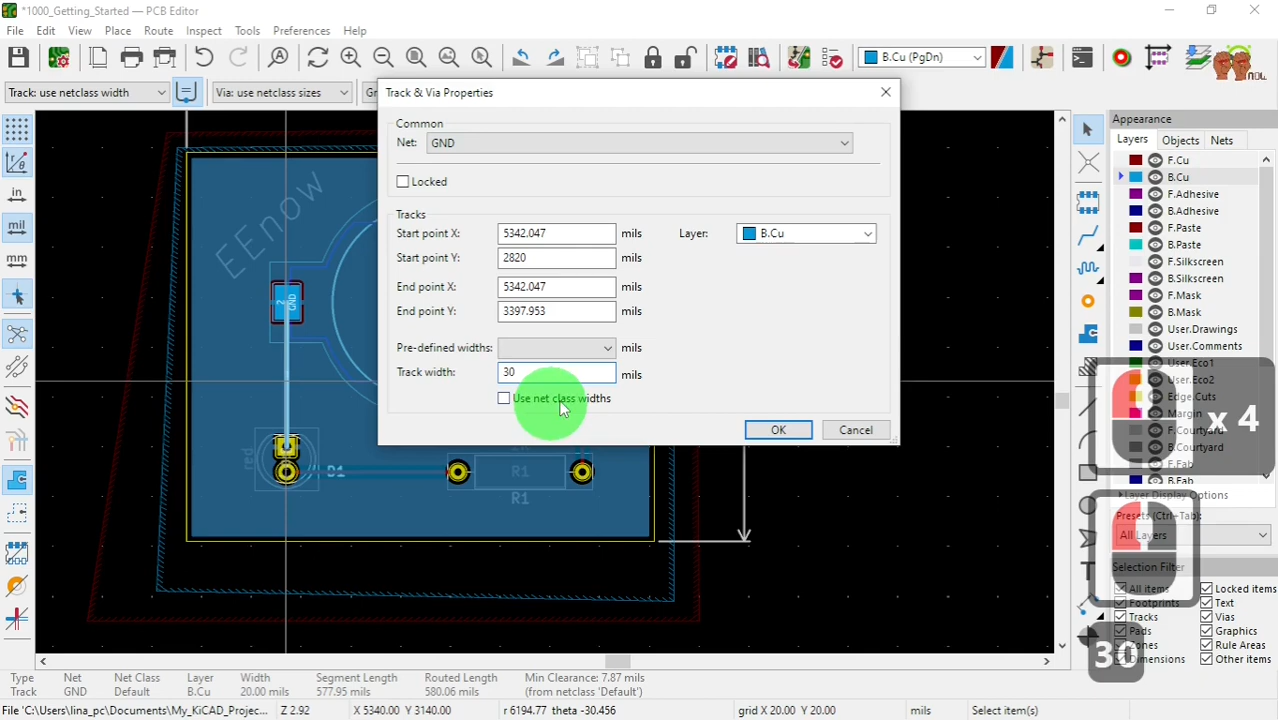 *1000_Getting_Started — PCB Editor
File Edit View Place Route Inspect Tools Preferences Help
B.Cu (PgDn)
Track: use netclass width
Via: use netclass sizes
Track & Via Properties
Common
Net: GND
Locked
Tracks
Start point X: 5342.047 mils
Layer: B.Cu
Start point Y: 2820 mils
End point X: 5342.047 mils
End point Y: 3397.953 mils
Pre-defined widths: mils
Track width: 30 mils
Use net class widths
OK Cancel
in
mil
mm
EEnow
2
GND
red
D1
R1
R1
Appearance
Layers Objects Nets
F.Cu
B.Cu
F.Adhesive
B.Adhesive
F.Paste
B.Paste
F.Silkscreen
B.Silkscreen
F.Mask
B.Mask
User.Drawings
User.Comments
User.Eco1
User.Eco2
Edge.Cuts
Margin
F.Courtyard
B.Courtyard
F.Fab
B.Fab
x 4
Layer Display Options
Presets (Ctrl+Tab):
All Layers
Selection Filter
All items Locked items
Footprints Text
Tracks Vias
Pads Graphics
Zones Rule Areas
Dimensions Other items
30
Type Net Net Class Layer Width Segment Length Routed Length Min Clearance: 7.87 mils
Track GND Default B.Cu 20.00 mils 577.95 mils 580.06 mils (from netclass 'Default')
File 'C:\Users\lina_pc\Documents\My_KiCAD_Projec... Z 2.92 X 5340.00 Y 3140.00 r 6194.77 theta -30.456 grid X 20.00 Y 20.00 mils Select item(s)